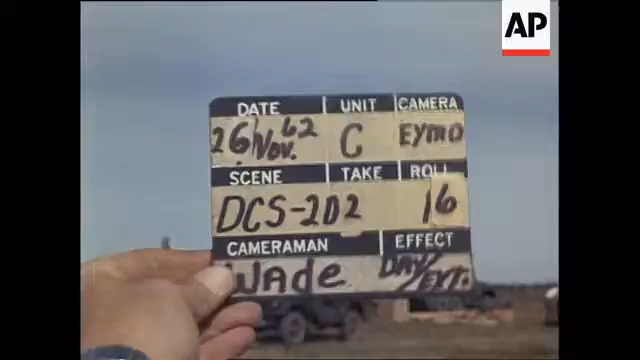 AP
DATE UNIT CAMERA
26 Nov. 62 C EYMO
SCENE TAKE ROLL
DCS-202 16
CAMERAMAN EFFECT
Wade DAY/EXT.